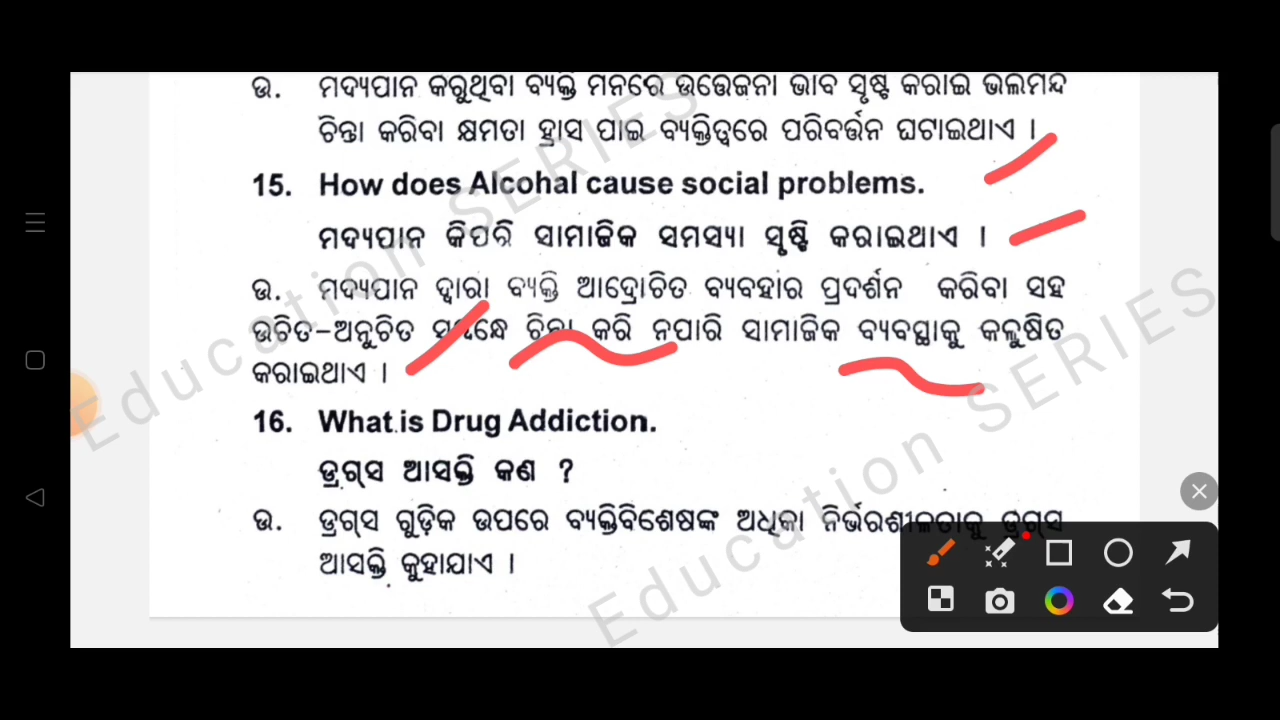 ଉ. ମଦ୍ୟପାନ କରୁଥିବା ବ୍ୟକ୍ତି ମନରେ ଉତ୍ତେଜନା ଭାବ ସୃଷ୍ଟି କରାଇ ଭଲମନ୍ଦ
ଚିନ୍ତା କରିବା କ୍ଷମତା ହ୍ରାସ ପାଇ ବ୍ୟକ୍ତିତ୍ୱରେ ପରିବର୍ତ୍ତନ ଘଟାଇଥାଏ ।
15. How does Alcohal cause social problems.
ମଦ୍ୟପାନ କିପରି ସାମାଜିକ ସମସ୍ୟା ସୃଷ୍ଟି କରାଇଥାଏ ।
ଉ. ମଦ୍ୟପାନ ଦ୍ୱାରା ବ୍ୟକ୍ତି ଆଦ୍ରୋଚିତ ବ୍ୟବହାର ପ୍ରଦର୍ଶନ କରିବା ସହ
ଉଚିତ-ଅନୁଚିତ ସମ୍ବନ୍ଧେ ଚିନ୍ତା କରି ନପାରି ସାମାଜିକ ବ୍ୟବସ୍ଥାକୁ କଳୁଷିତ
କରାଇଥାଏ ।
16. What is Drug Addiction.
ଡ୍ରଗ୍‌ସ ଆସକ୍ତି କଣ ?
ଉ. ଡ୍ରଗ୍‌ସ ଗୁଡ଼ିକ ଉପରେ ବ୍ୟକ୍ତିବିଶେଷଙ୍କ ଅଧିକା ନିର୍ଭରଶୀଳତାକୁ ଡ୍ରଗ୍‌ସ
ଆସକ୍ତି କୁହାଯାଏ ।
Education SERIES
Education SERIES